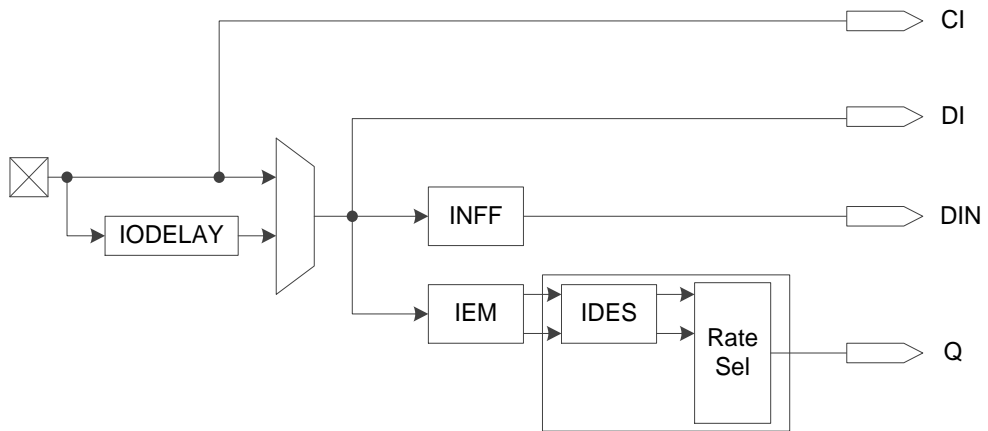 CI
DI
INFF
DIN
IODELAY
IEM
IDES
Rate
Sel
Q